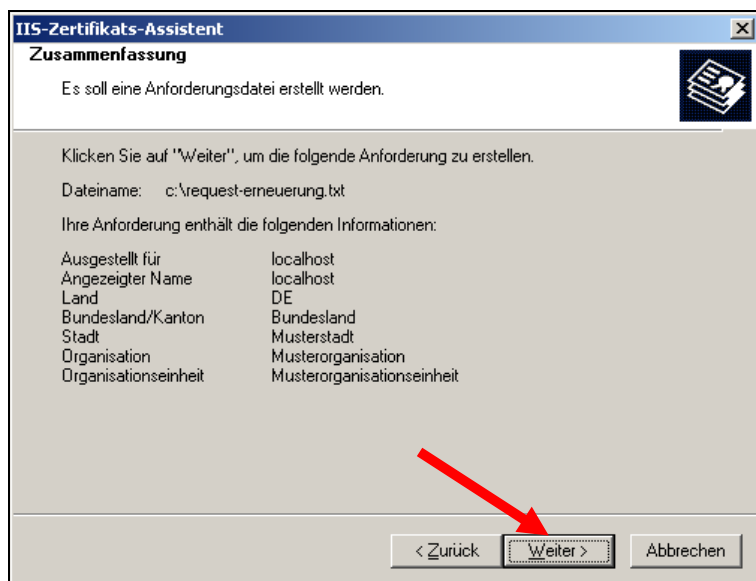 IIS-Zertifikats-Assistent
Zusammenfassung
Es soll eine Anforderungsdatei erstellt werden.
Klicken Sie auf "Weiter", um die folgende Anforderung zu erstellen.
Dateiname: c:\request-erneuerung.txt
Ihre Anforderung enthält die folgenden Informationen:
Ausgestellt für localhost
Angezeigter Name localhost
Land DE
Bundesland/Kanton Bundesland
Stadt Musterstadt
Organisation Musterorganisation
Organisationseinheit Musterorganisationseinheit
< Zurück Weiter > Abbrechen